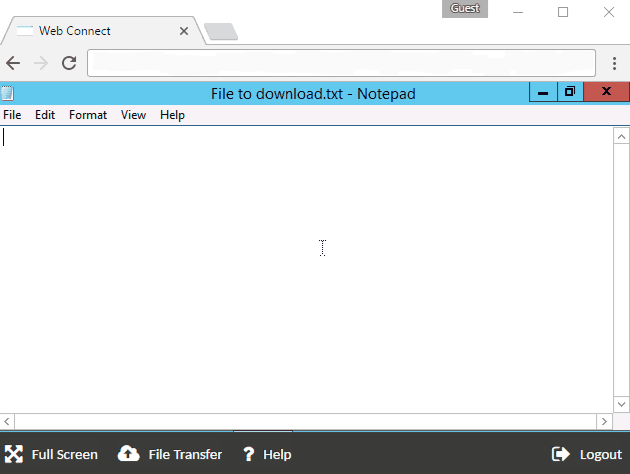 Guest
Web Connect
File to download.txt - Notepad
File Edit Format View Help
Full Screen File Transfer ? Help Logout